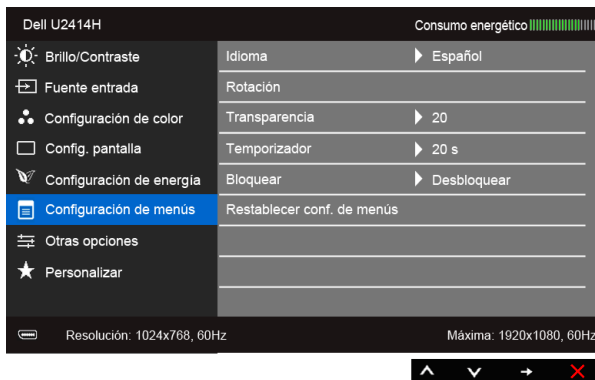 Dell U2414H Consumo energético
Brillo/Contraste Idioma Español
Fuente entrada Rotación
Configuración de color Transparencia 20
Config. pantalla Temporizador 20 s
Configuración de energía Bloquear Desbloquear
Configuración de menús Restablecer conf. de menús
Otras opciones
Personalizar
Resolución: 1024x768, 60Hz Máxima: 1920x1080, 60Hz